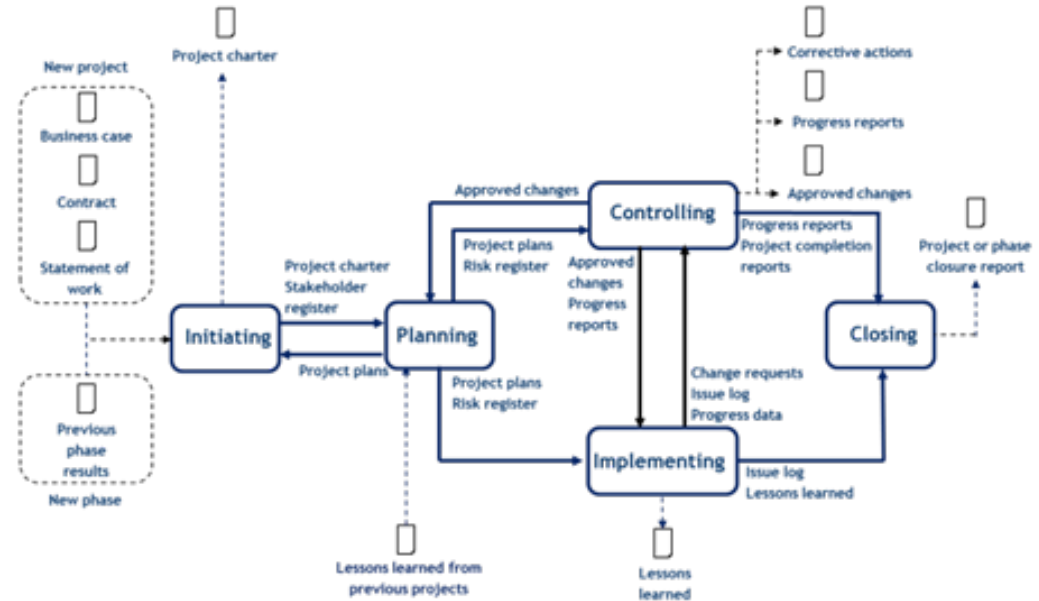 Project charter
New project
Business case
Contract
Statement of
work
Previous
phase
results
New phase
Initiating
Project charter
Stakeholder
register
Project plans
Planning
Lessons learned from
previous projects
Approved changes
Project plans
Risk register
Project plans
Risk register
Controlling
Approved
changes
Progress
reports
Change requests
Issue log
Progress data
Implementing
Lessons
learned
Corrective actions
Progress reports
Approved changes
Progress reports
Project completion
reports
Issue log
Lessons learned
Closing
Project or phase
closure report